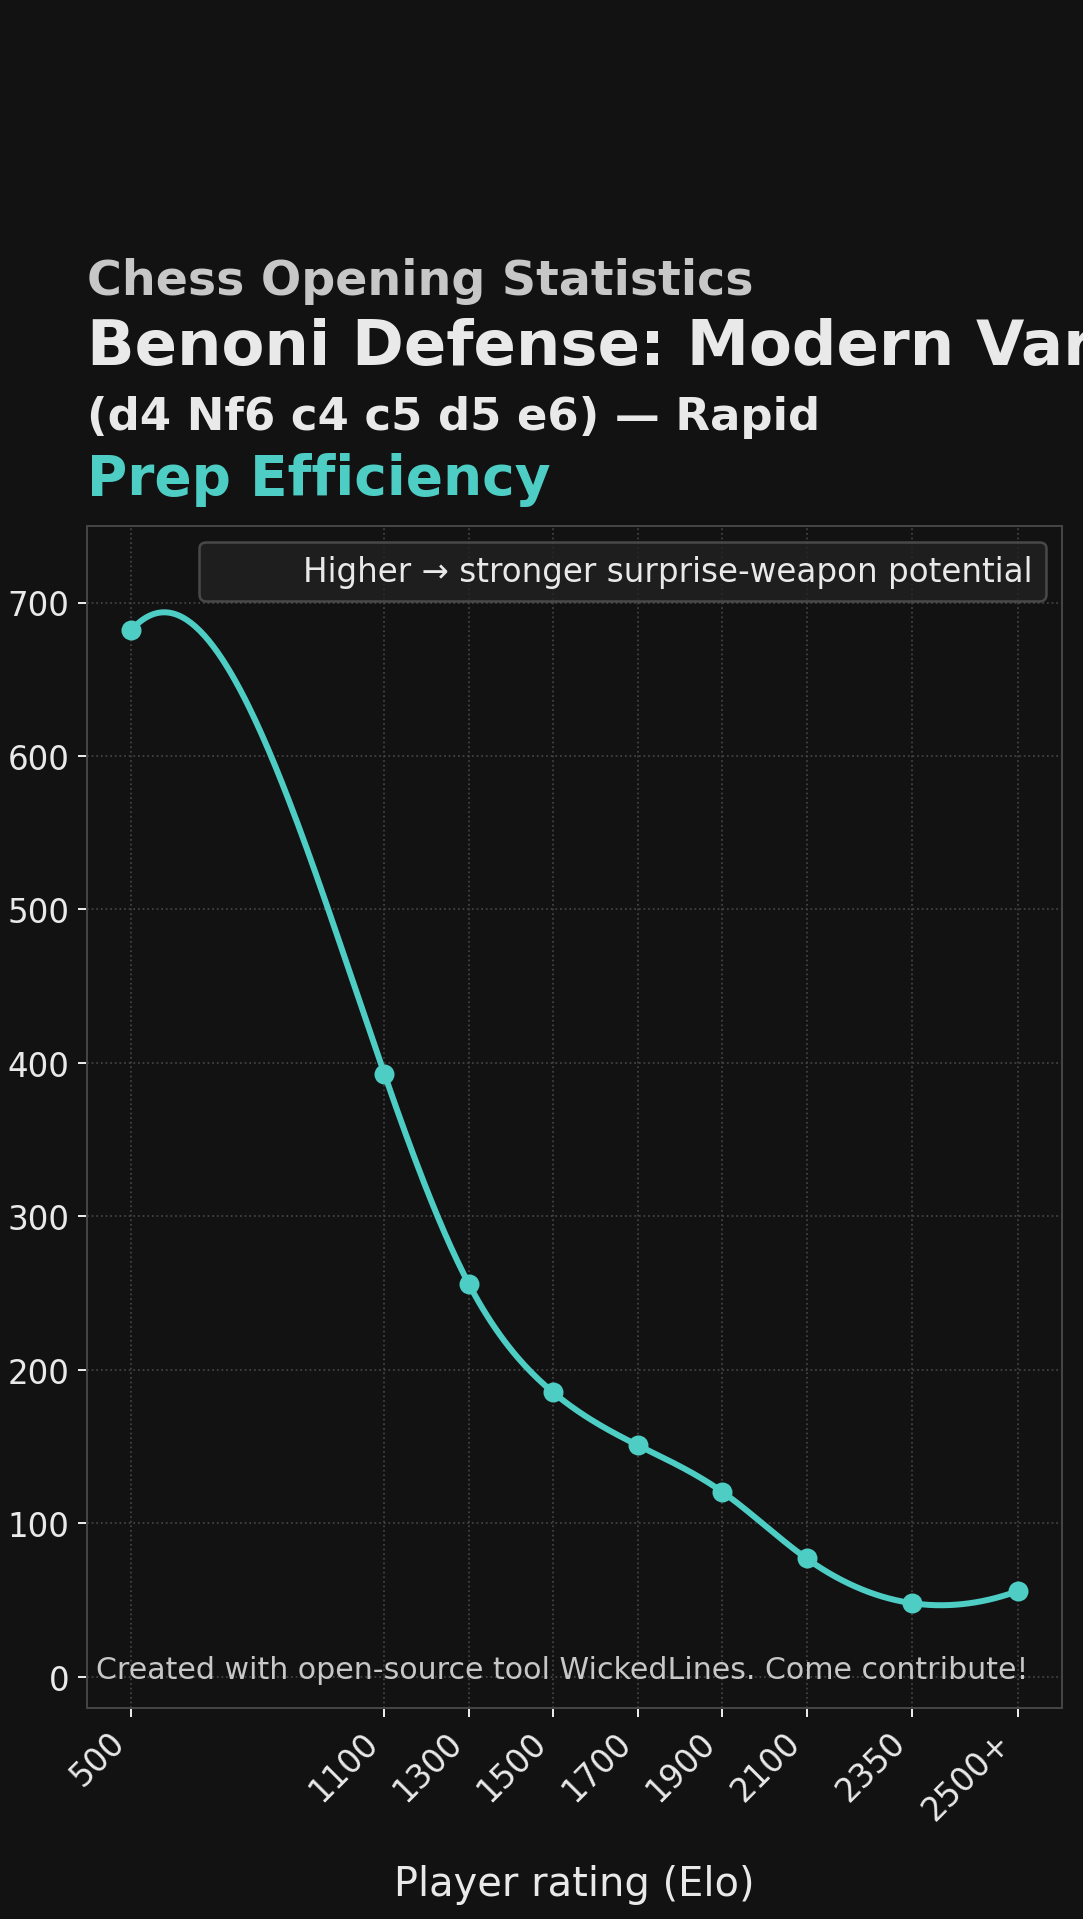 Chess Opening Statistics
Benoni Defense: Modern Var
(d4 Nf6 c4 c5 d5 e6) — Rapid
Prep Efficiency
Higher → stronger surprise-weapon potential
700
600
500
400
300
200
100
0
Created with open-source tool WickedLines. Come contribute!
500
1100
1300
1500
1700
1900
2100
2350
2500+
Player rating (Elo)